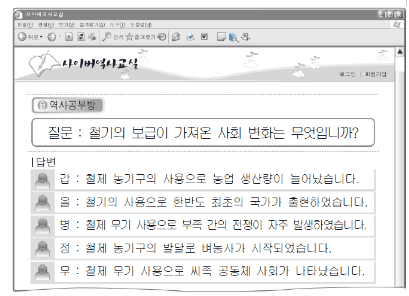 사이버역사교실
사이버역사교실
로그인 | 회원가입
역사공부방
질문 : 철기의 보급이 가져온 사회 변화는 무엇입니까?
답변
갑 : 철제 농기구의 사용으로 농업 생산량이 늘어났습니다.
을 : 철기의 사용으로 한반도 최초의 국가가 출현하였습니다.
병 : 철제 무기 사용으로 부족 간의 전쟁이 자주 발생하였습니다.
정 : 철제 농기구의 발달로 벼농사가 시작되었습니다.
무 : 철제 무기 사용으로 씨족 공동체 사회가 나타났습니다.